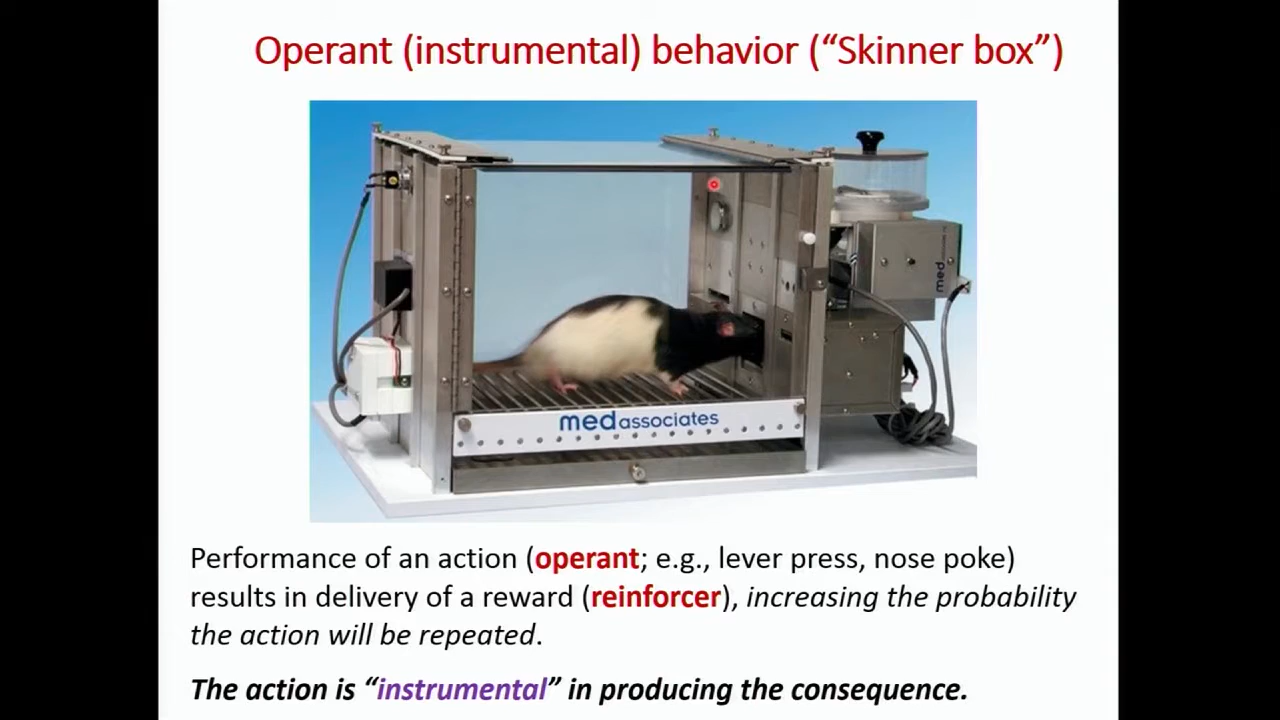 Operant (instrumental) behavior (“Skinner box”)
med associates
med
Performance of an action (operant; e.g., lever press, nose poke)
results in delivery of a reward (reinforcer), increasing the probability
the action will be repeated.
The action is “instrumental” in producing the consequence.